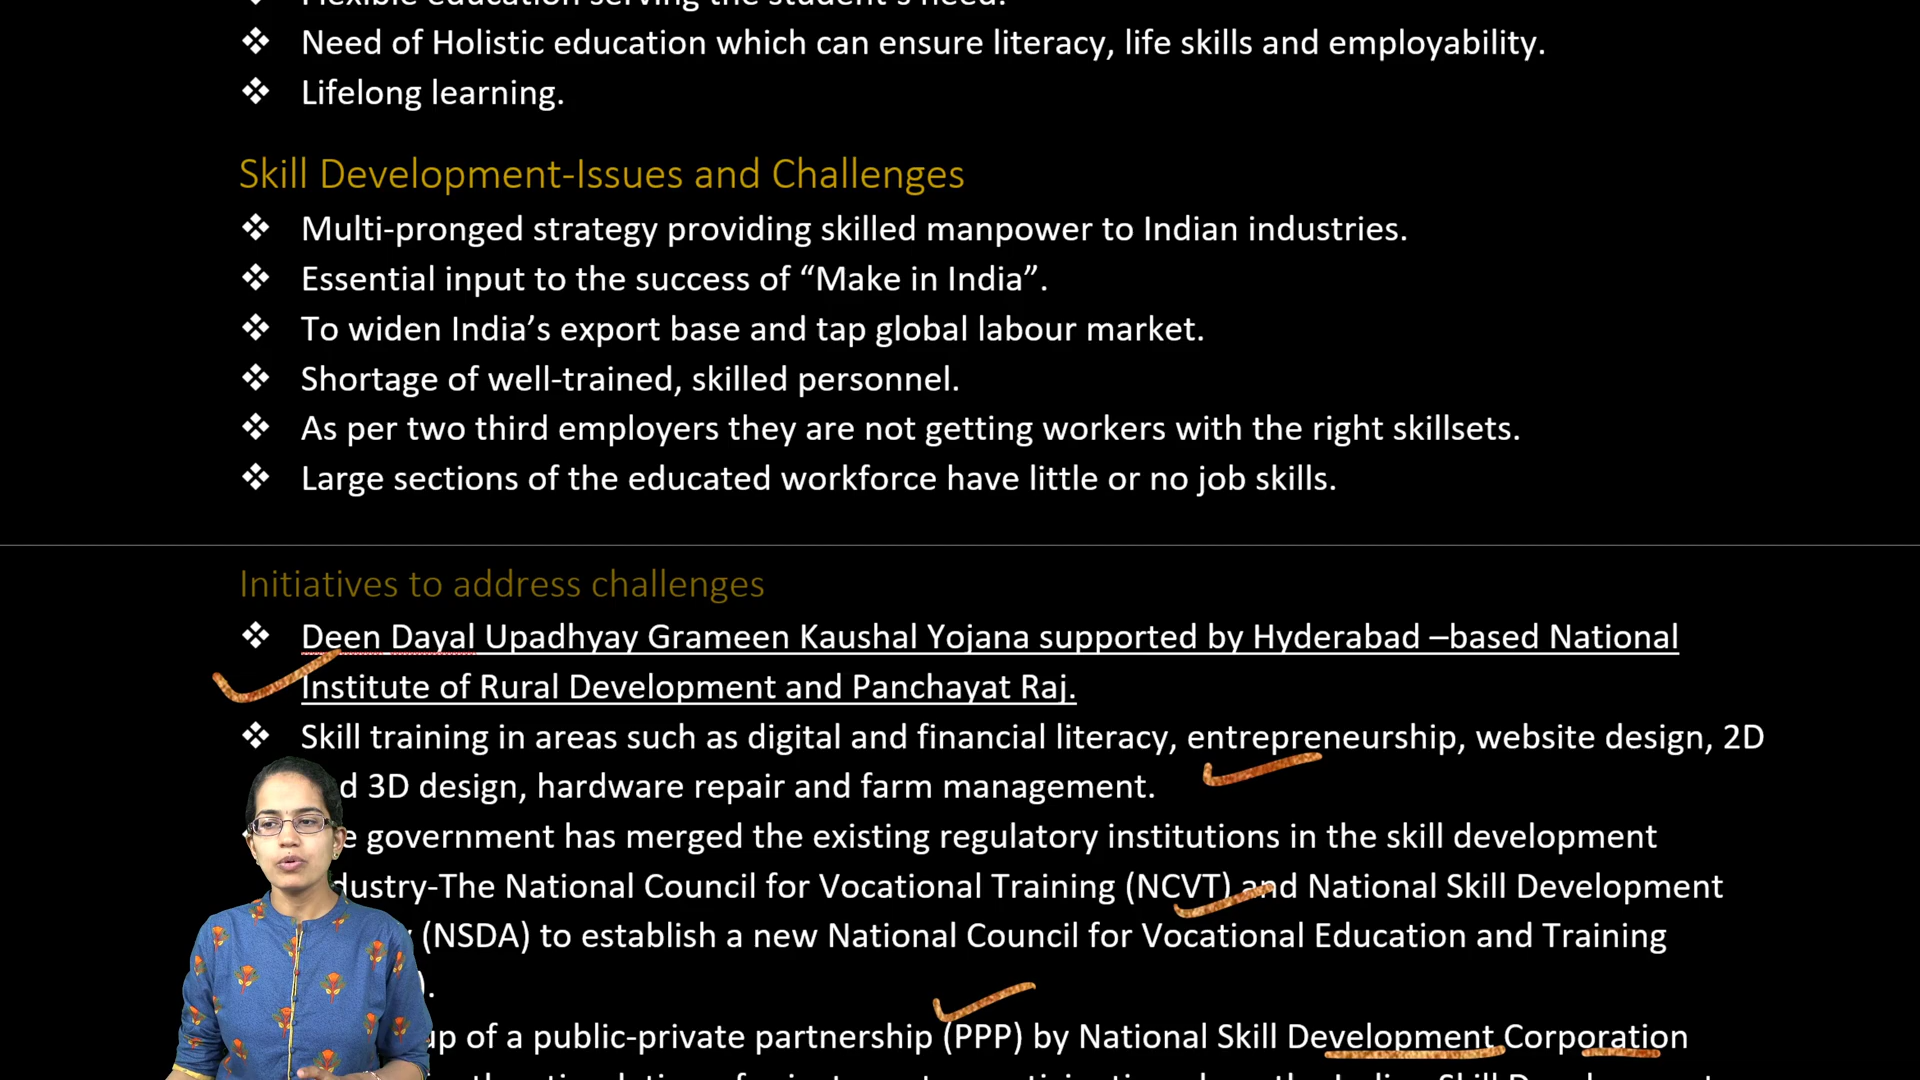 Flexible education serving the student's need.
❖ Need of Holistic education which can ensure literacy, life skills and employability.
❖ Lifelong learning.
Skill Development-Issues and Challenges
❖ Multi-pronged strategy providing skilled manpower to Indian industries.
❖ Essential input to the success of “Make in India”.
❖ To widen India’s export base and tap global labour market.
❖ Shortage of well-trained, skilled personnel.
❖ As per two third employers they are not getting workers with the right skillsets.
❖ Large sections of the educated workforce have little or no job skills.
Initiatives to address challenges
❖ Deen Dayal Upadhyay Grameen Kaushal Yojana supported by Hyderabad –based National
Institute of Rural Development and Panchayat Raj.
❖ Skill training in areas such as digital and financial literacy, entrepreneurship, website design, 2D
d 3D design, hardware repair and farm management.
e government has merged the existing regulatory institutions in the skill development
dustry-The National Council for Vocational Training (NCVT) and National Skill Development
(NSDA) to establish a new National Council for Vocational Education and Training
).
up of a public-private partnership (PPP) by National Skill Development Corporation